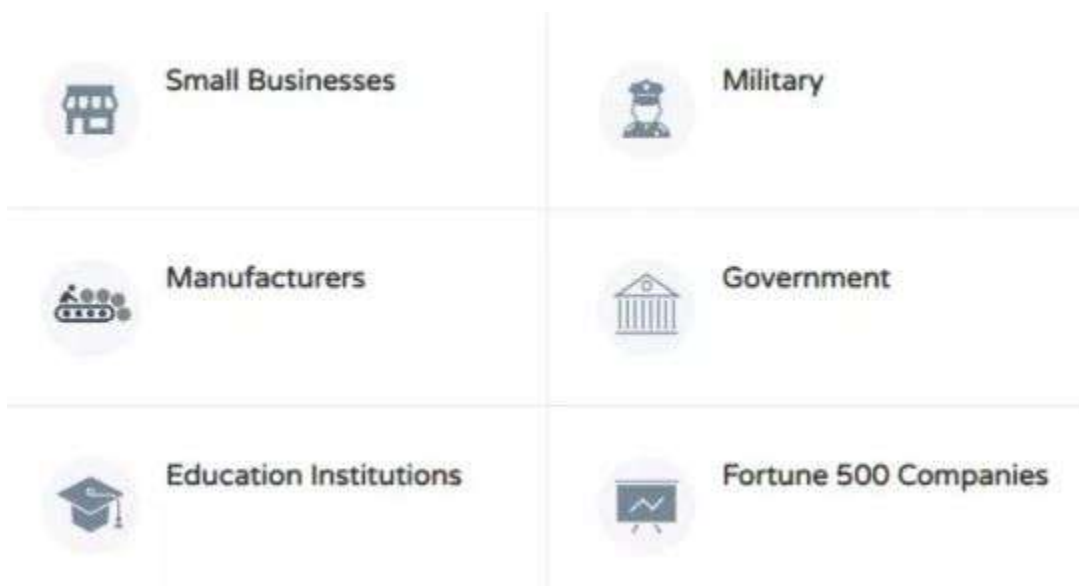 Small Businesses
Military
Manufacturers
Government
Education Institutions
Fortune 500 Companies